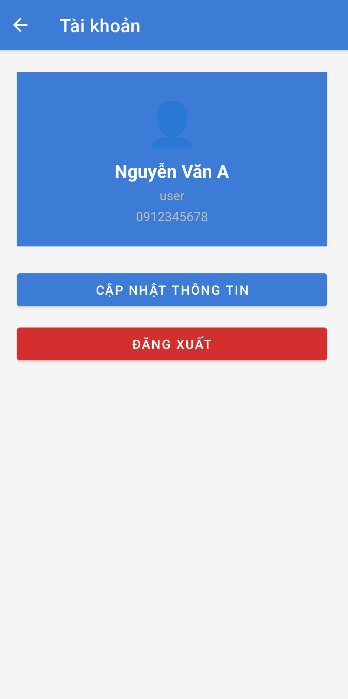 Tài khoản
Nguyễn Văn A
user
0912345678
CẬP NHẬT THÔNG TIN
ĐĂNG XUẤT